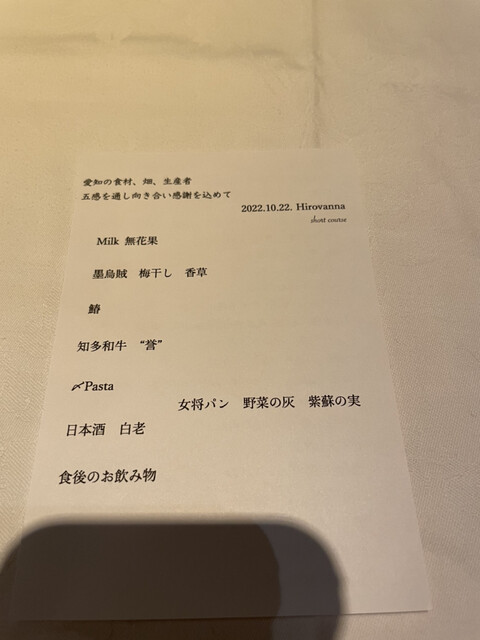 愛知の食材、畑、生産者
五感を通し向き合い感謝を込めて
2022.10.22. Hirovanna
short course
Milk 無花果
墨烏賊 梅干し 香草
鰆
知多和牛 “誉”
〆Pasta
女将パン 野菜の灰 紫蘇の実
日本酒 白老
食後のお飲み物